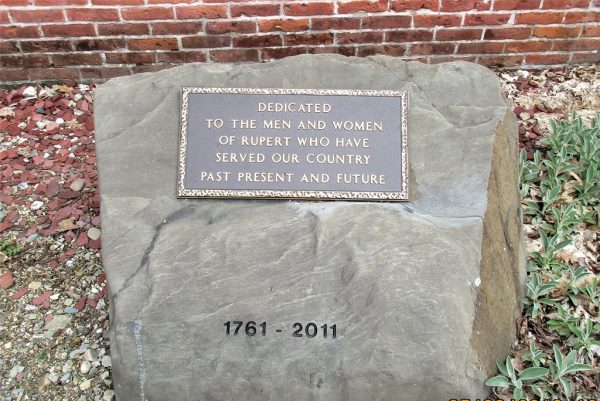 DEDICATED
TO THE MEN AND WOMEN
OF RUPERT WHO HAVE
SERVED OUR COUNTRY
PAST PRESENT AND FUTURE
1761 - 2011